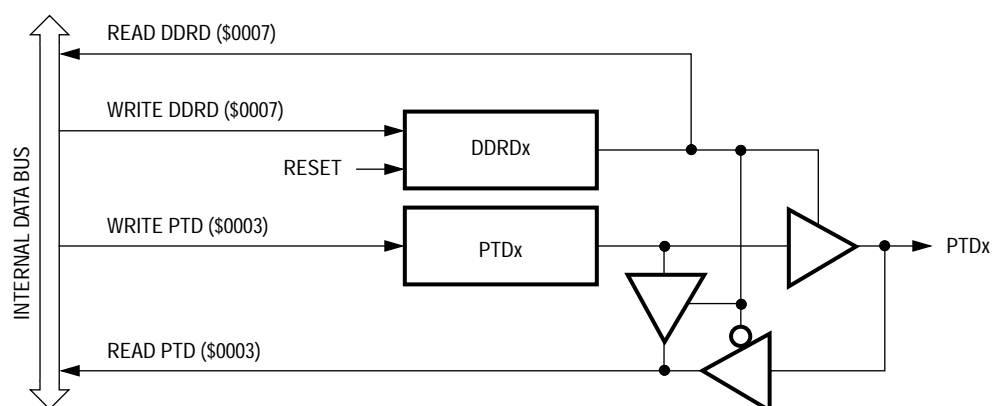 READ DDRD ($0007)
WRITE DDRD ($0007)
DDRDx
RESET
WRITE PTD ($0003)
PTDx
PTDx
READ PTD ($0003)
INTERNAL DATA BUS